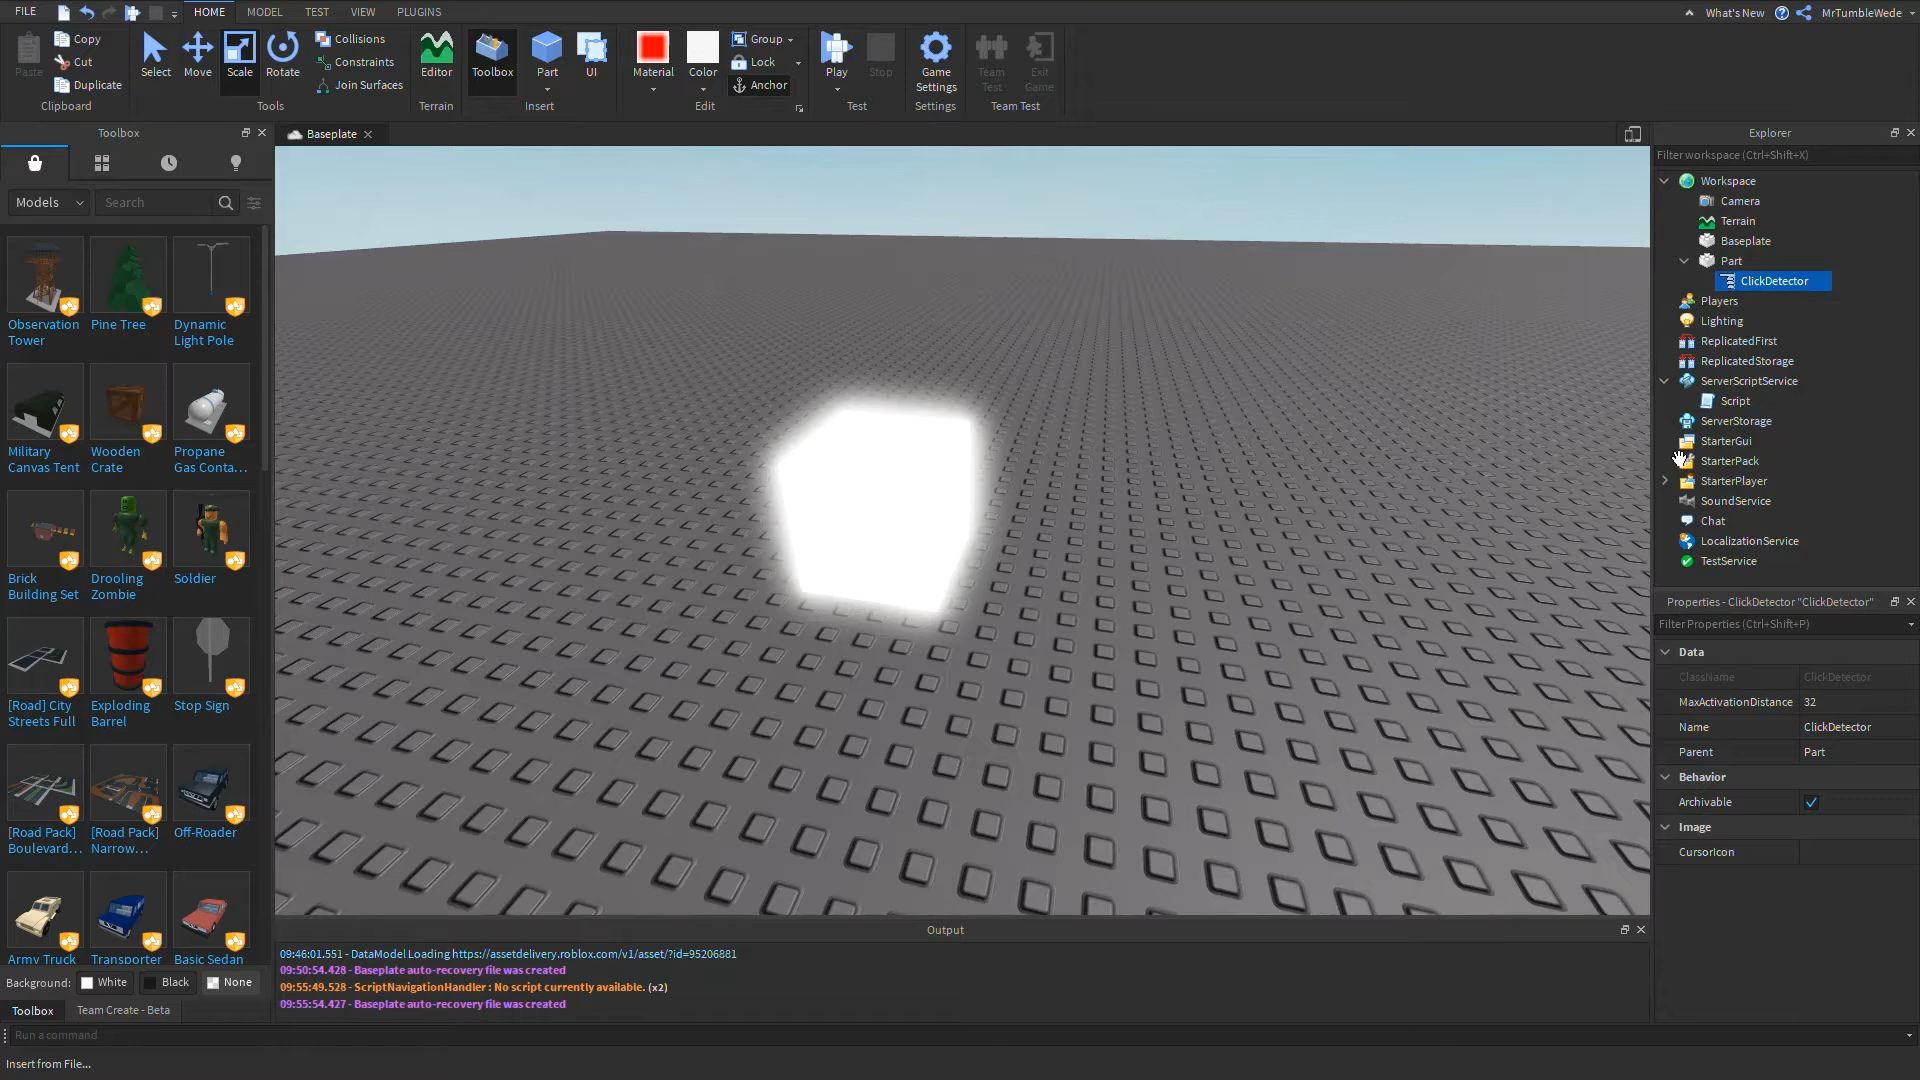 FILE
HOME
MODEL
TEST
VIEW
PLUGINS
What's New
MrTumbleWede
Paste
Copy
Cut
Duplicate
Clipboard
Select
Move
Scale
Rotate
Collisions
Constraints
Join Surfaces
Tools
Editor
Terrain
Toolbox
Part
UI
Insert
Material
Color
Group
Lock
Anchor
Edit
Play
Stop
Test
Game
Settings
Settings
Team
Test
Exit
Game
Team Test
Toolbox
Models
Search
Observation
Tower
Pine Tree
Dynamic
Light Pole
Military
Canvas Tent
Wooden
Crate
Propane
Gas Conta...
Brick
Building Set
Drooling
Zombie
Soldier
[Road] City
Streets Full
Exploding
Barrel
Stop Sign
[Road Pack]
Boulevard...
[Road Pack]
Narrow...
Off-Roader
Army Truck
Transporter
Basic Sedan
Background:
White
Black
None
Toolbox
Team Create - Beta
Run a command
Insert from File...
Baseplate
Output
09:46:01.551 - DataModel Loading https://assetdelivery.roblox.com/v1/asset/?id=95206881
09:50:54.428 - Baseplate auto-recovery file was created
09:55:49.528 - ScriptNavigationHandler : No script currently available. (x2)
09:55:54.427 - Baseplate auto-recovery file was created
Explorer
Filter workspace (Ctrl+Shift+X)
Workspace
Camera
Terrain
Baseplate
Part
ClickDetector
Players
Lighting
ReplicatedFirst
ReplicatedStorage
ServerScriptService
Script
ServerStorage
StarterGui
StarterPack
StarterPlayer
SoundService
Chat
LocalizationService
TestService
Properties - ClickDetector "ClickDetector"
Filter Properties (Ctrl+Shift+P)
Data
ClassName ClickDetector
MaxActivationDistance 32
Name ClickDetector
Parent Part
Behavior
Archivable
Image
CursorIcon